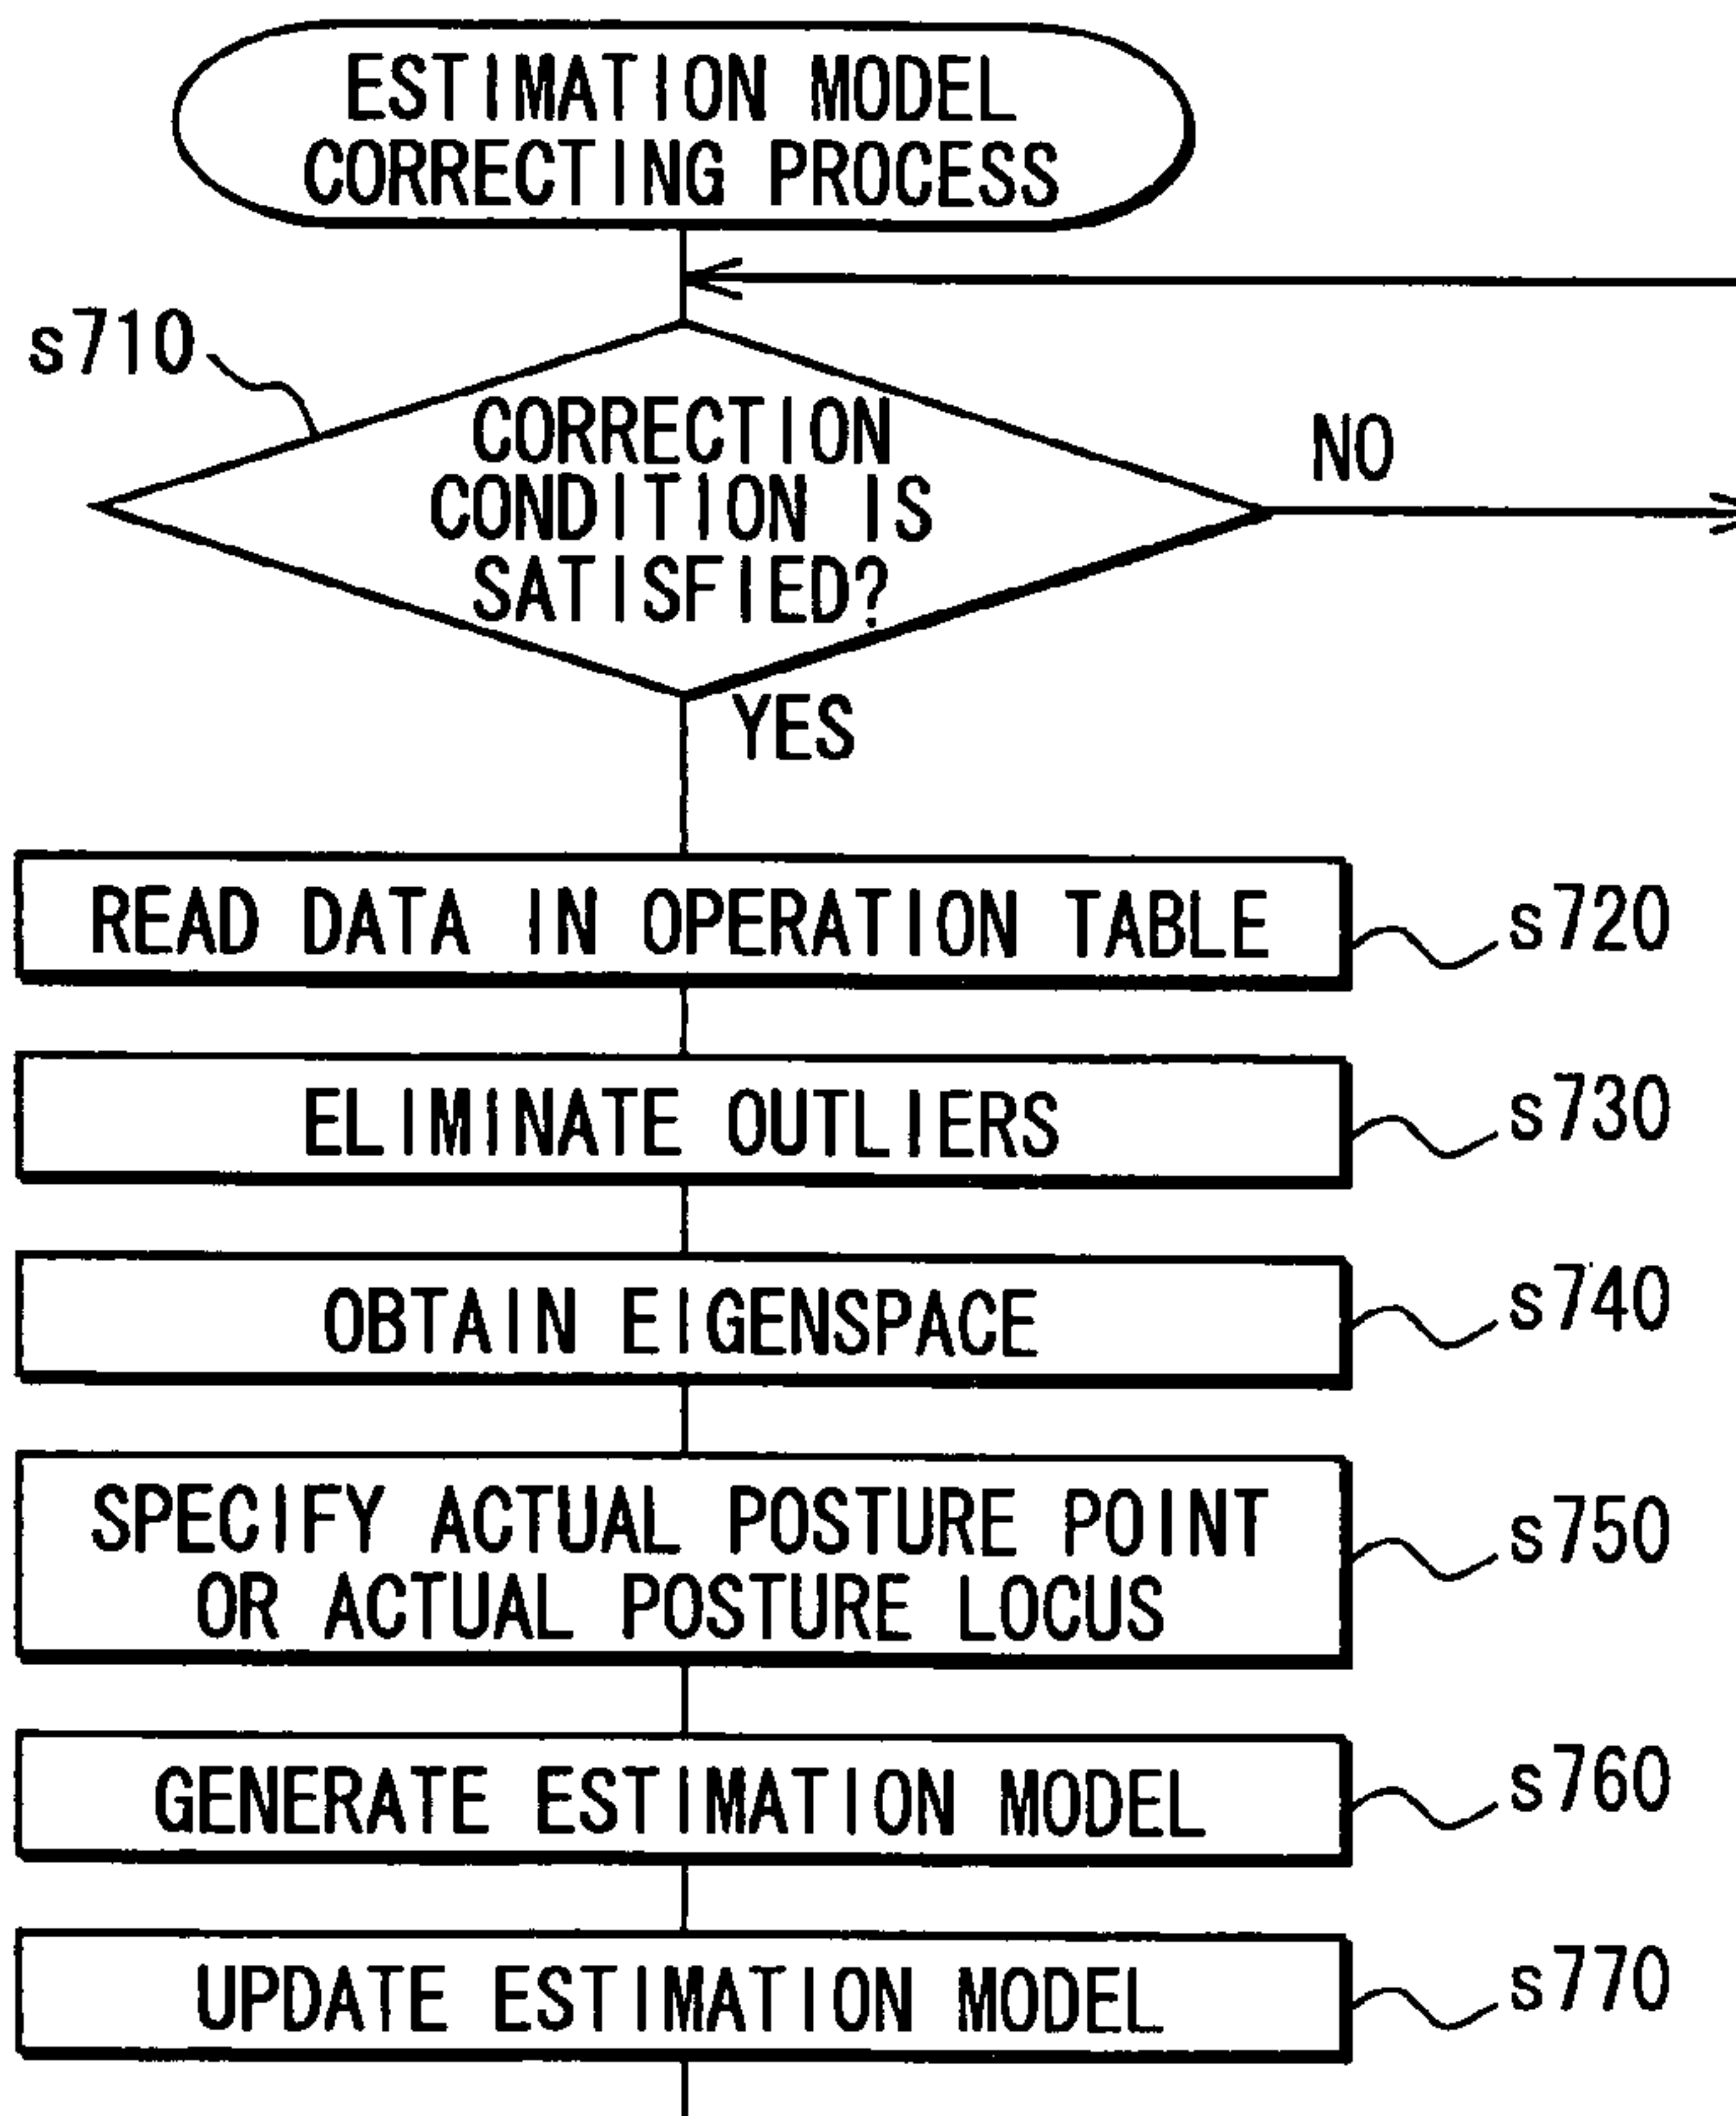 ESTIMATION MODEL
CORRECTING PROCESS
s710
CORRECTION
CONDITION IS
SATISFIED?
NO
YES
READ DATA IN OPERATION TABLE
s720
ELIMINATE OUTLIERS
s730
OBTAIN EIGENSPACE
s740
SPECIFY ACTUAL POSTURE POINT
OR ACTUAL POSTURE LOCUS
s750
GENERATE ESTIMATION MODEL
s760
UPDATE ESTIMATION MODEL
s770